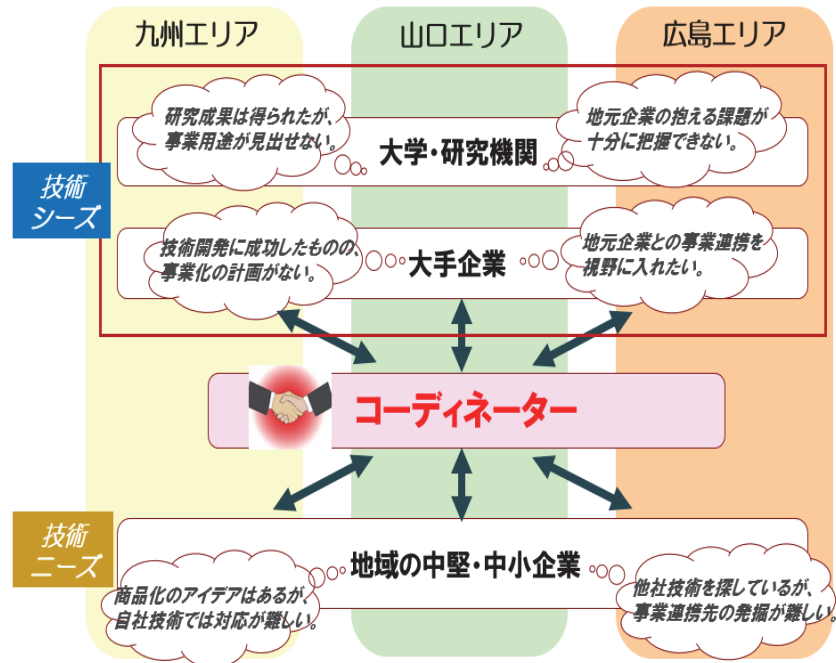 九州エリア
山口エリア
広島エリア
研究成果は得られたが、
事業用途が見出せない。
大学・研究機関
地元企業の抱える課題が
十分に把握できない。
技術
シーズ
技術開発に成功したものの、
事業化の計画がない。
大手企業
地元企業との事業連携を
視野に入れたい。
コーディネーター
技術
ニーズ
地域の中堅・中小企業
商品化のアイデアはあるが、
自社技術では対応が難しい。
他社技術を探しているが、
事業連携先の発掘が難しい。